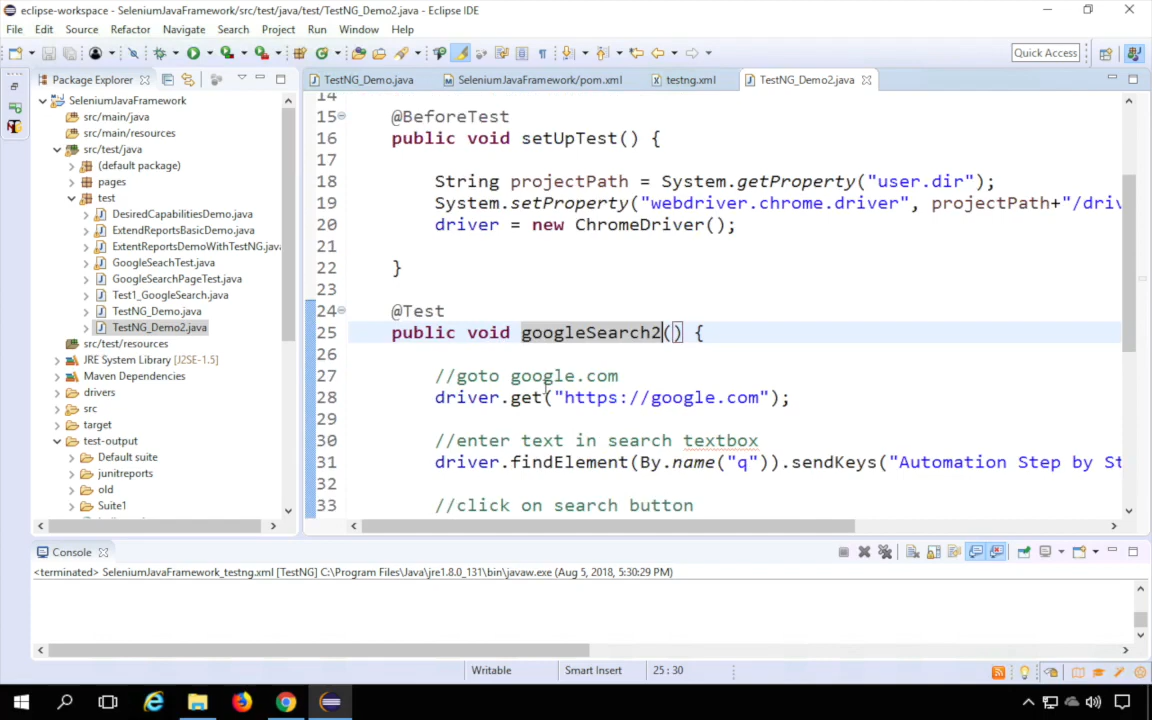 eclipse-workspace - SeleniumJavaFramework/src/test/java/test/TestNG_Demo2.java - Eclipse IDE
File Edit Source Refactor Navigate Search Project Run Window Help
Quick Access
Package Explorer
TestNG_Demo.java SeleniumJavaFramework/pom.xml testng.xml TestNG_Demo2.java
SeleniumJavaFramework
src/main/java
src/main/resources
src/test/java
(default package)
pages
test
DesiredCapabilitiesDemo.java
ExtendReportsBasicDemo.java
ExtentReportsDemoWithTestNG.java
GoogleSeachTest.java
GoogleSearchPageTest.java
Test1_GoogleSearch.java
TestNG_Demo.java
TestNG_Demo2.java
src/test/resources
JRE System Library [J2SE-1.5]
Maven Dependencies
drivers
src
target
test-output
Default suite
junitreports
old
Suite1
14
15 @BeforeTest
16 public void setUpTest() {
17
18 String projectPath = System.getProperty("user.dir");
19 System.setProperty("webdriver.chrome.driver", projectPath+"/driv
20 driver = new ChromeDriver();
21
22 }
23
24 @Test
25 public void googleSearch2() {
26
27 //goto google.com
28 driver.get("https://google.com");
29
30 //enter text in search textbox
31 driver.findElement(By.name("q")).sendKeys("Automation Step by St
32
33 //click on search button
Console
<terminated> SeleniumJavaFramework_testng.xml [TestNG] C:\Program Files\Java\jre1.8.0_131\bin\javaw.exe (Aug 5, 2018, 5:30:29 PM)
Writable Smart Insert 25 : 30